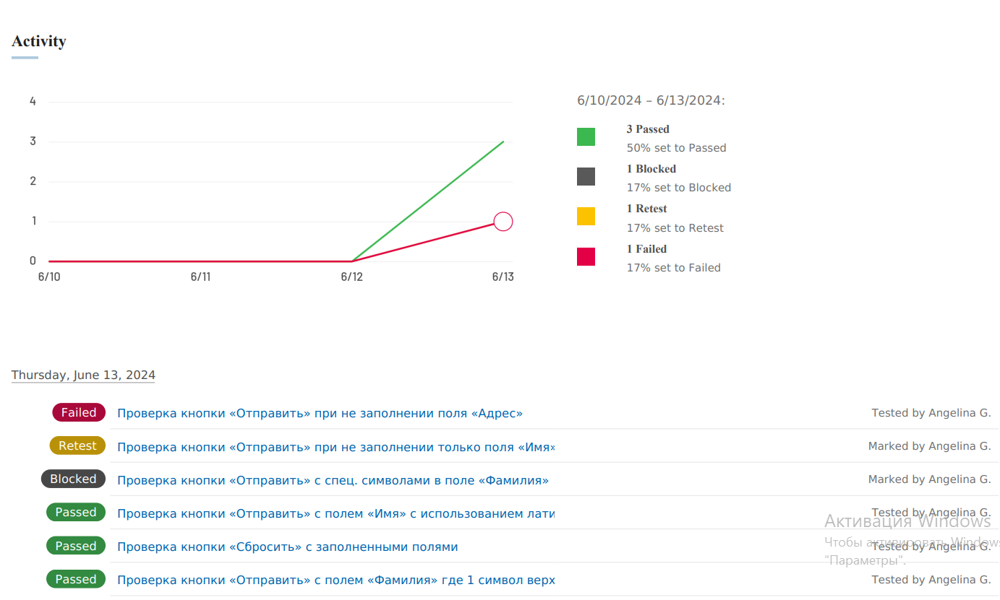 Activity
4
3
2
1
0
6/10
6/11
6/12
6/13
6/10/2024 – 6/13/2024:
3 Passed
50% set to Passed
1 Blocked
17% set to Blocked
1 Retest
17% set to Retest
1 Failed
17% set to Failed
Thursday, June 13, 2024
Failed Проверка кнопки «Отправить» при не заполнении поля «Адрес» Tested by Angelina G.
Retest Проверка кнопки «Отправить» при не заполнении только поля «Имя» Marked by Angelina G.
Blocked Проверка кнопки «Отправить» с спец. символами в поле «Фамилия» Marked by Angelina G.
Passed Проверка кнопки «Отправить» с полем «Имя» с использованием лати Tested by Angelina G.
Активация Windows
Passed Проверка кнопки «Сбросить» с заполненными полями Tested by Angelina G.
Чтобы активировать Windows
"Параметры".
Passed Проверка кнопки «Отправить» с полем «Фамилия» где 1 символ верх Tested by Angelina G.